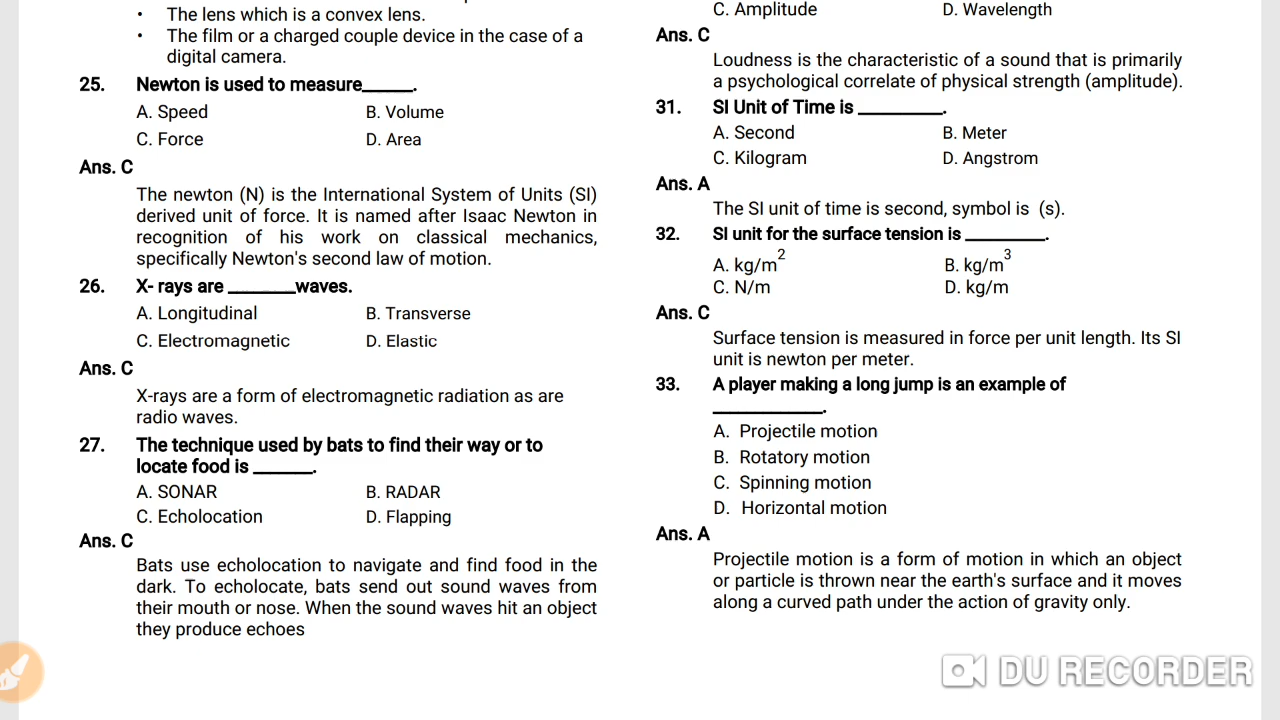 • The lens which is a convex lens.
• The film or a charged couple device in the case of a
digital camera.
25. Newton is used to measure______.
A. Speed B. Volume
C. Force D. Area
Ans. C
The newton (N) is the International System of Units (SI)
derived unit of force. It is named after Isaac Newton in
recognition of his work on classical mechanics,
specifically Newton's second law of motion.
26. X- rays are ________waves.
A. Longitudinal B. Transverse
C. Electromagnetic D. Elastic
Ans. C
X-rays are a form of electromagnetic radiation as are
radio waves.
27. The technique used by bats to find their way or to
locate food is _______.
A. SONAR B. RADAR
C. Echolocation D. Flapping
Ans. C
Bats use echolocation to navigate and find food in the
dark. To echolocate, bats send out sound waves from
their mouth or nose. When the sound waves hit an object
they produce echoes
C. Amplitude D. Wavelength
Ans. C
Loudness is the characteristic of a sound that is primarily
a psychological correlate of physical strength (amplitude).
31. SI Unit of Time is __________.
A. Second B. Meter
C. Kilogram D. Angstrom
Ans. A
The SI unit of time is second, symbol is (s).
32. SI unit for the surface tension is __________.
A. kg/m² B. kg/m³
C. N/m D. kg/m
Ans. C
Surface tension is measured in force per unit length. Its SI
unit is newton per meter.
33. A player making a long jump is an example of
_____________.
A. Projectile motion
B. Rotatory motion
C. Spinning motion
D. Horizontal motion
Ans. A
Projectile motion is a form of motion in which an object
or particle is thrown near the earth's surface and it moves
along a curved path under the action of gravity only.
DU RECORDER